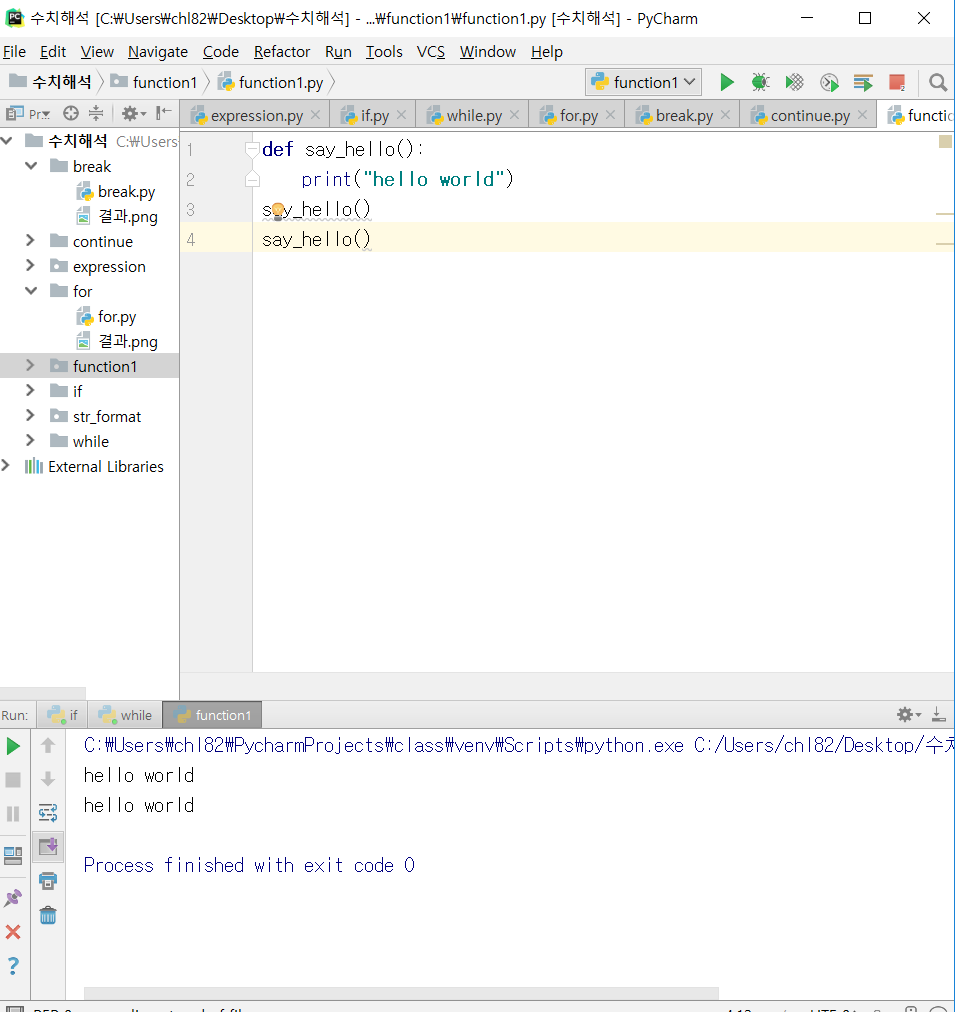 수치해석 [C:₩Users₩chl82₩Desktop₩수치해석] - ...₩function1₩function1.py [수치해석] - PyCharm
File Edit View Navigate Code Refactor Run Tools VCS Window Help
수치해석 function1 function1.py function1
Pr expression.py if.py while.py for.py break.py continue.py functic
수치해석 C:₩Users
break
break.py
결과.png
continue
expression
for
for.py
결과.png
function1
if
str_format
while
External Libraries
1 def say_hello():
2 print("hello world")
3 say_hello()
4 say_hello()
Run: if while function1
C:₩Users₩chl82₩PycharmProjects₩class₩venv₩Scripts₩python.exe C:/Users/chl82/Desktop/수치
hello world
hello world
Process finished with exit code 0